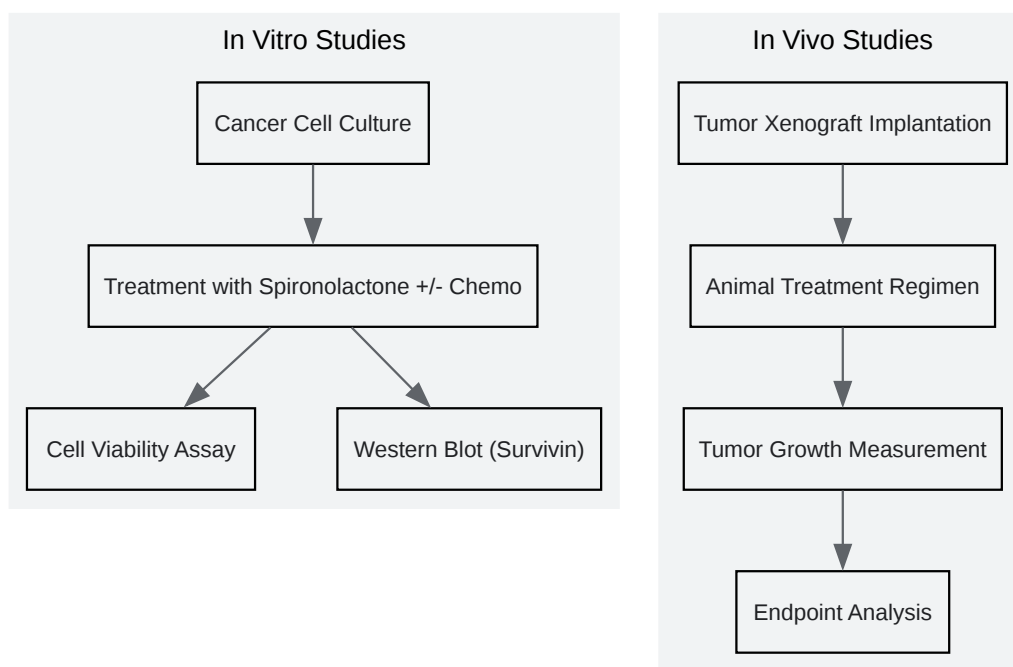 In Vitro Studies
Cancer Cell Culture
Treatment with Spironolactone +/- Chemo
Cell Viability Assay
Western Blot (Survivin)
In Vivo Studies
Tumor Xenograft Implantation
Animal Treatment Regimen
Tumor Growth Measurement
Endpoint Analysis